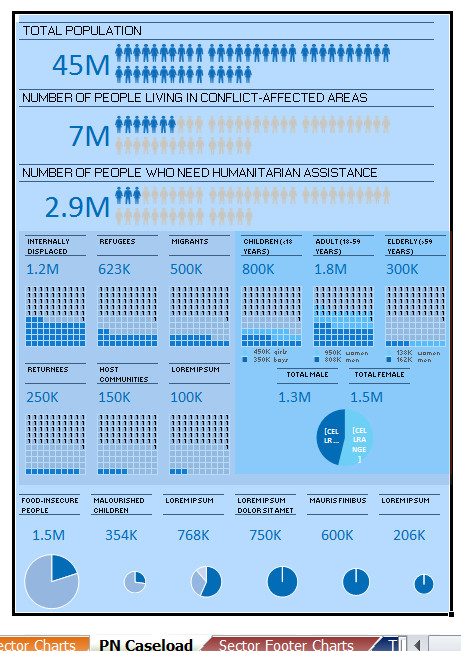 TOTAL POPULATION
45M
NUMBER OF PEOPLE LIVING IN CONFLICT-AFFECTED AREAS
7M
NUMBER OF PEOPLE WHO NEED HUMANITARIAN ASSISTANCE
2.9M
INTERNALLY DISPLACED
REFUGEES
MIGRANTS
CHILDREN (<18 YEARS)
ADULT (18-59 YEARS)
ELDERLY (>59 YEARS)
1.2M
623K
500K
800K
1.8M
300K
450K girls
350K boys
950K women
808K men
138K women
162K men
RETURNEES
HOST COMMUNITIES
LOREM IPSUM
TOTAL MALE
TOTAL FEMALE
250K
150K
100K
1.3M
1.5M
[CEL LR...
[CEL LRA NGE ]
FOOD-INSECURE PEOPLE
MALOURISHED CHILDREN
LOREM IPSUM
LOREM IPSUM DOLOR SIT AMET
MAURIS FINIBUS
LOREM IPSUM
1.5M
354K
768K
750K
600K
206K
ector Charts
PN Caseload
Sector Footer Charts